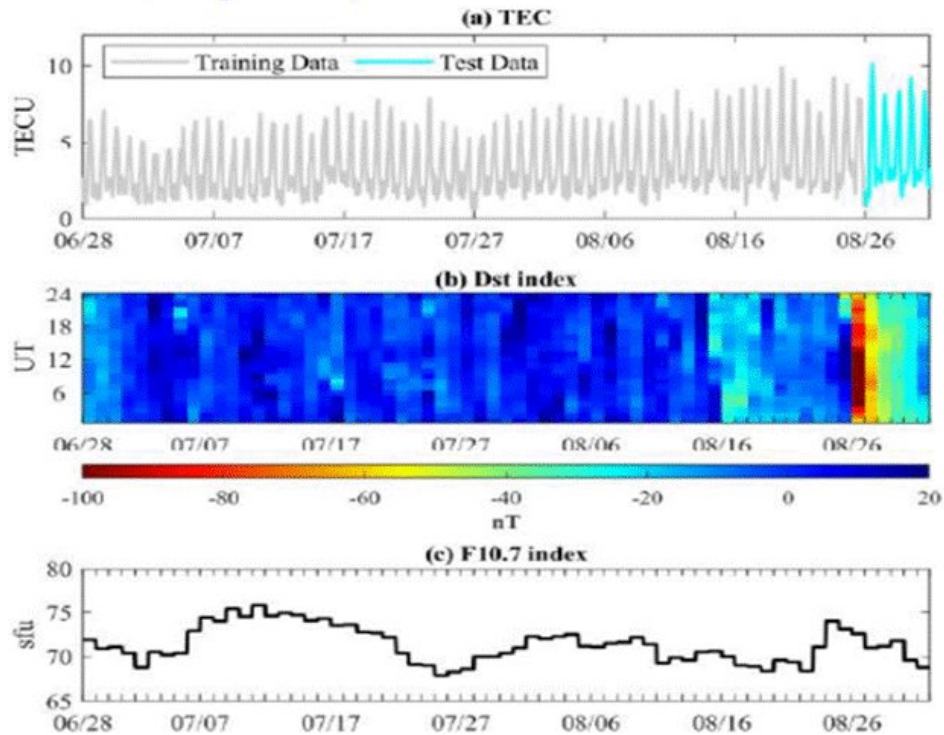 (a) TEC
10
Training Data
Test Data
TECU
5
0
06/28 07/07 07/17 07/27 08/06 08/16 08/26
(b) Dst index
24
18
UT
12
6
06/28 07/07 07/17 07/27 08/06 08/16 08/26
-100 -80 -60 -40 -20 0 20
nT
(c) F10.7 index
80
75
sfu
70
65
06/28 07/07 07/17 07/27 08/06 08/16 08/26